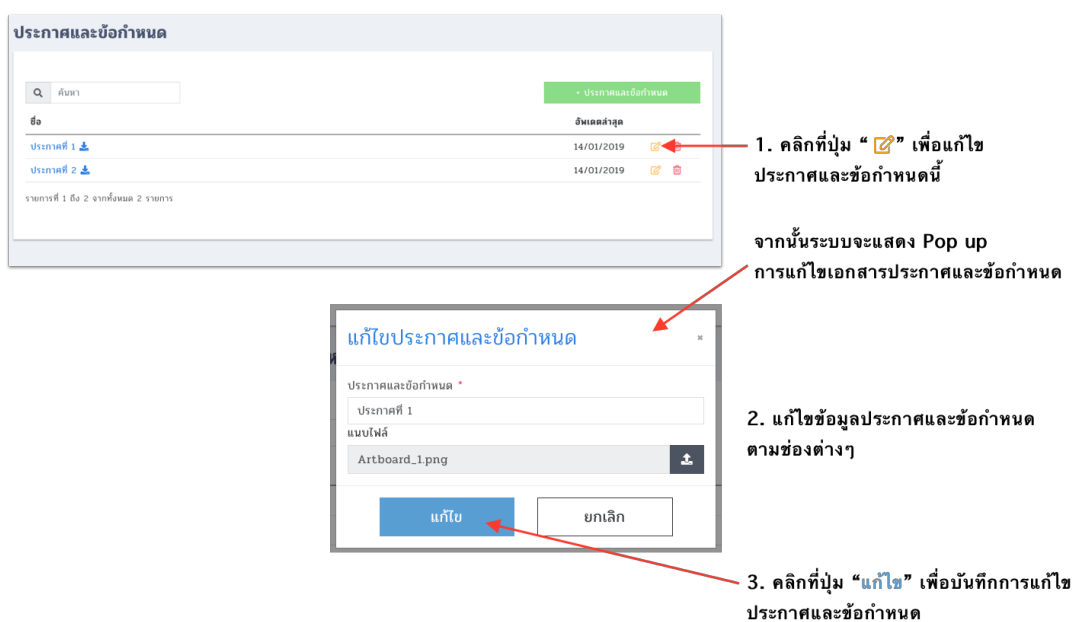 ประกาศและข้อกำหนด
ค้นหา
+ ประกาศและข้อกำหนด
ชื่อ อัพเดตล่าสุด
ประกาศที่ 1 14/01/2019
ประกาศที่ 2 14/01/2019
รายการที่ 1 ถึง 2 จากทั้งหมด 2 รายการ
1. คลิกที่ปุ่ม “ ” เพื่อแก้ไข
ประกาศและข้อกำหนดนี้
จากนั้นระบบจะแสดง Pop up
การแก้ไขเอกสารประกาศและข้อกำหนด
แก้ไขประกาศและข้อกำหนด ×
ประกาศและข้อกำหนด *
ประกาศที่ 1
แนบไฟล์
Artboard_1.png
แก้ไข ยกเลิก
2. แก้ไขข้อมูลประกาศและข้อกำหนด
ตามช่องต่างๆ
3. คลิกที่ปุ่ม “แก้ไข” เพื่อบันทึกการแก้ไข
ประกาศและข้อกำหนด